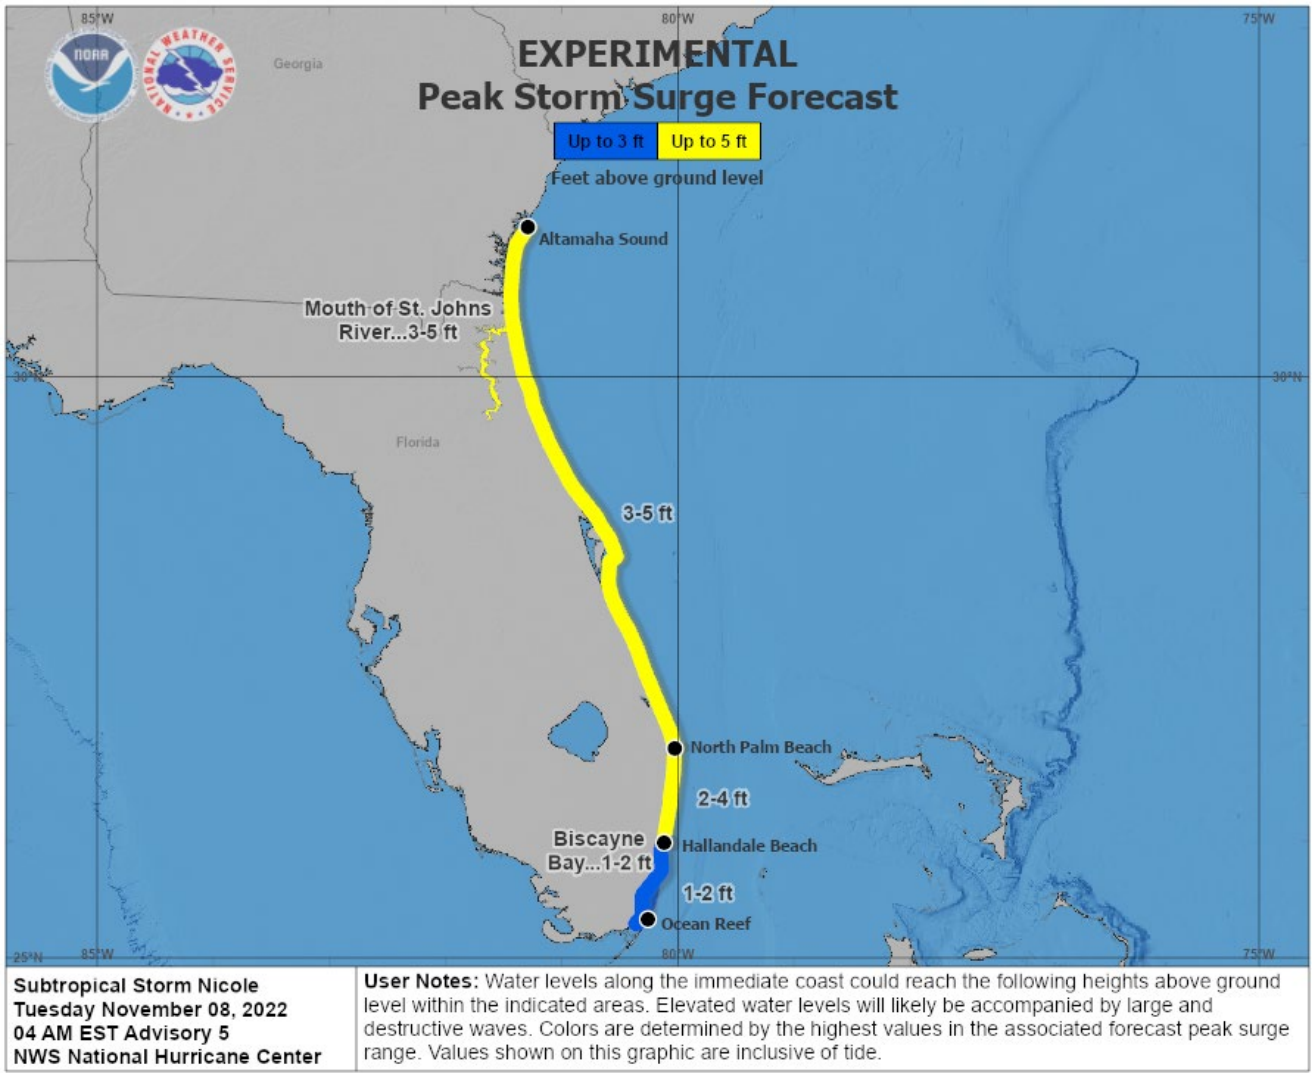 85°W
80°W
75°W
NOAA
NATIONAL WEATHER SERVICE
Georgia
EXPERIMENTAL
Peak Storm Surge Forecast
Up to 3 ft
Up to 5 ft
Feet above ground level
Altamaha Sound
Mouth of St. Johns
River...3-5 ft
30°N
30°N
Florida
3-5 ft
North Palm Beach
2-4 ft
Biscayne
Bay...1-2 ft
Hallandale Beach
1-2 ft
Ocean Reef
25°N
85°W
80°W
75°W
Subtropical Storm Nicole
Tuesday November 08, 2022
04 AM EST Advisory 5
NWS National Hurricane Center
User Notes: Water levels along the immediate coast could reach the following heights above ground
level within the indicated areas. Elevated water levels will likely be accompanied by large and
destructive waves. Colors are determined by the highest values in the associated forecast peak surge
range. Values shown on this graphic are inclusive of tide.